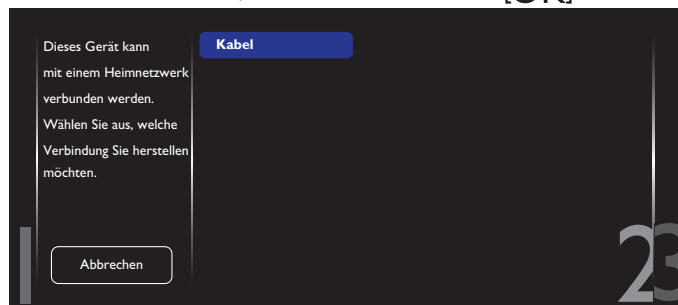 [OK]
Dieses Gerät kann
mit einem Heimnetzwerk
verbunden werden.
Wählen Sie aus, welche
Verbindung Sie herstellen
möchten.
Kabel
Abbrechen
23